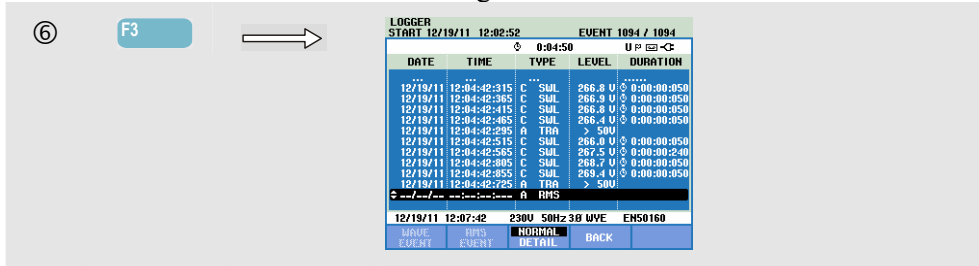 ⑥ F3
LOGGER
START 12/19/11 12:02:52 EVENT 1094 / 1094
0:04:50
DATE TIME TYPE LEVEL DURATION
... ... ... ......
12/19/11 12:04:42:315 C SWL 266.8 V 0:00:00:050
12/19/11 12:04:42:365 C SWL 266.9 V 0:00:00:050
12/19/11 12:04:42:415 C SWL 266.8 V 0:00:00:050
12/19/11 12:04:42:465 C SWL 266.4 V 0:00:00:050
12/19/11 12:04:42:295 A TRA > 50V
12/19/11 12:04:42:515 C SWL 266.0 V 0:00:00:050
12/19/11 12:04:42:565 C SWL 267.5 V 0:00:00:240
12/19/11 12:04:42:805 C SWL 268.7 V 0:00:00:050
12/19/11 12:04:42:855 C SWL 269.4 V 0:00:00:050
12/19/11 12:04:42:725 A TRA > 50V
--/--/-- --:--:--:--- A RMS
12/19/11 12:07:42 230V 50Hz 3Ø WYE EN50160
WAVE EVENT RMS EVENT NORMAL DETAIL BACK